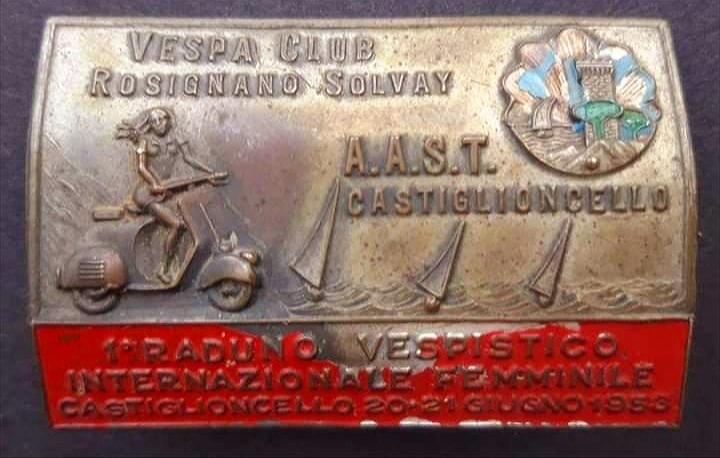 VESPA CLUB
ROSIGNANO SOLVAY
A.A.S.T.
CASTIGLIONCELLO
1° RADUNO VESPISTICO
INTERNAZIONALE FEMMINILE
CASTIGLIONCELLO 20-21 GIUGNO 1953